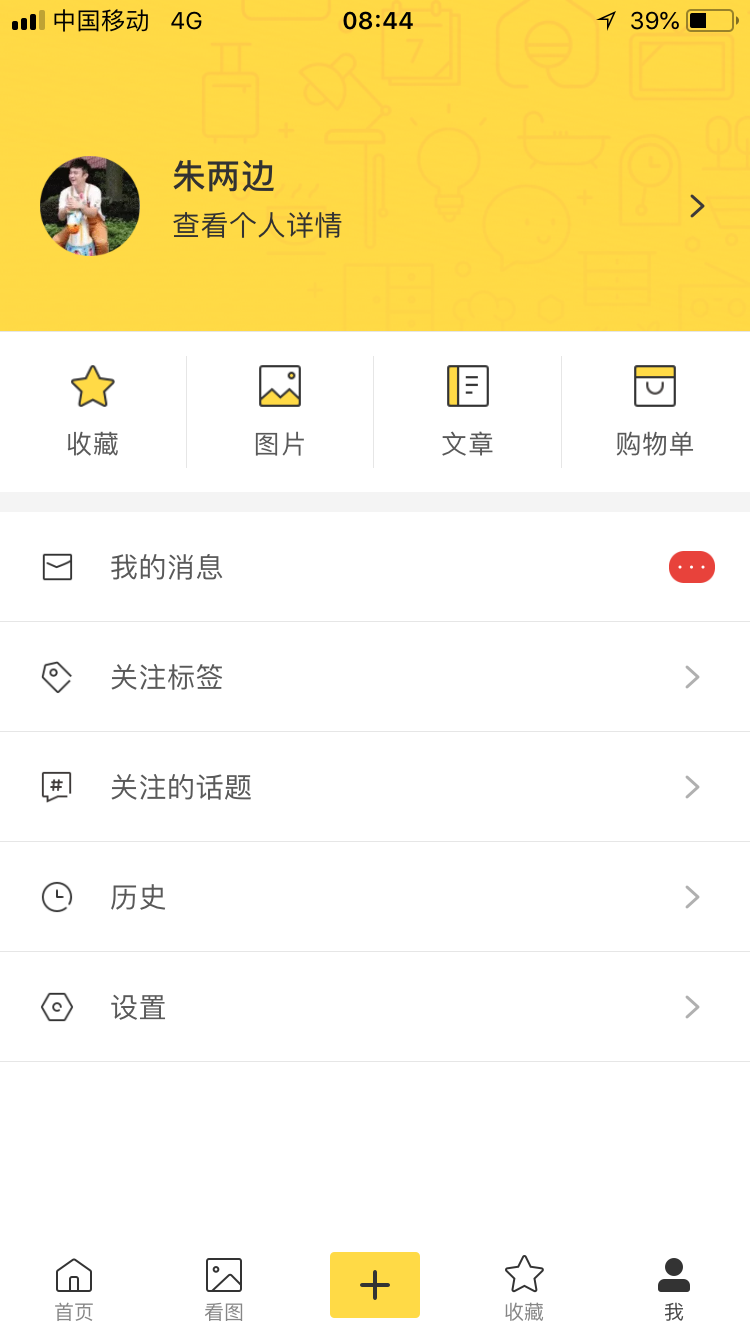 中国移动 4G 08:44 39%
朱两边
查看个人详情
收藏 图片 文章 购物单
我的消息 ···
关注标签
关注的话题
历史
设置
首页 看图 收藏 我